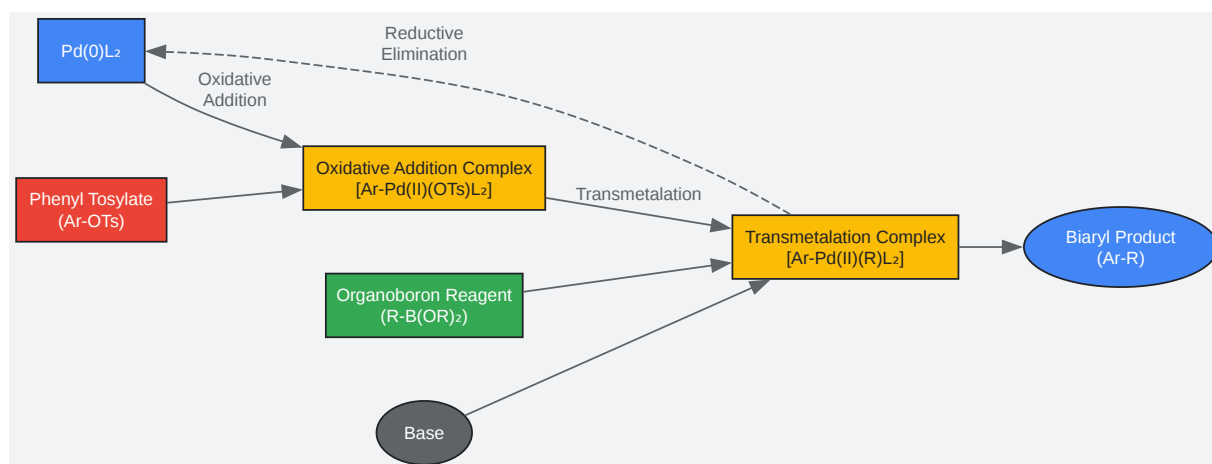 Pd(0)L₂
Reductive
Elimination
Oxidative
Addition
Oxidative Addition Complex
[Ar-Pd(II)(OTs)L₂]
Phenyl Tosylate
(Ar-OTs)
Transmetalation
Transmetalation Complex
[Ar-Pd(II)(R)L₂]
Biaryl Product
(Ar-R)
Organoboron Reagent
(R-B(OR)₂)
Base